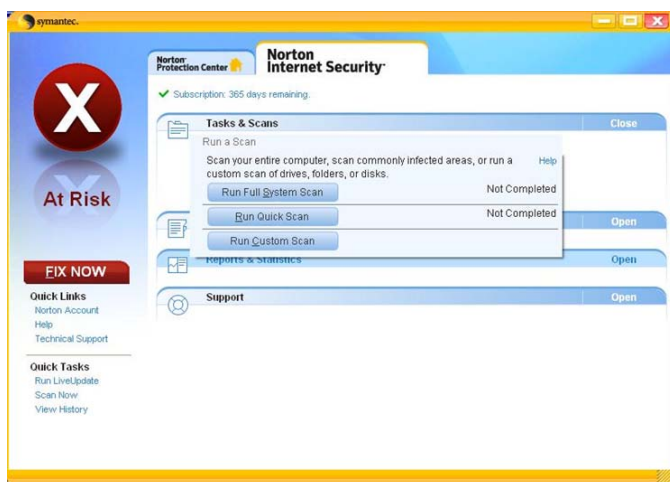 symantec.
Norton
Protection Center
Norton
Internet Security
Subscription: 365 days remaining.
Tasks & Scans
Close
Run a Scan
Scan your entire computer, scan commonly infected areas, or run a
custom scan of drives, folders, or disks.
Help
Run Full System Scan
Not Completed
Run Quick Scan
Not Completed
Open
Run Custom Scan
Reports & Statistics
Open
Support
Open
X
At Risk
FIX NOW
Quick Links
Norton Account
Help
Technical Support
Quick Tasks
Run LiveUpdate
Scan Now
View History